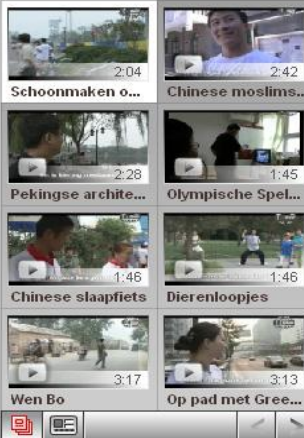 2:04
2:42
Schoonmaken o...
Chinese moslims...
2:28
1:45
Pekingse archite...
Olympische Spel...
1:46
1:46
Chinese slaapfiets
Dierenloopjes
3:17
3:13
Wen Bo
Op pad met Gree...